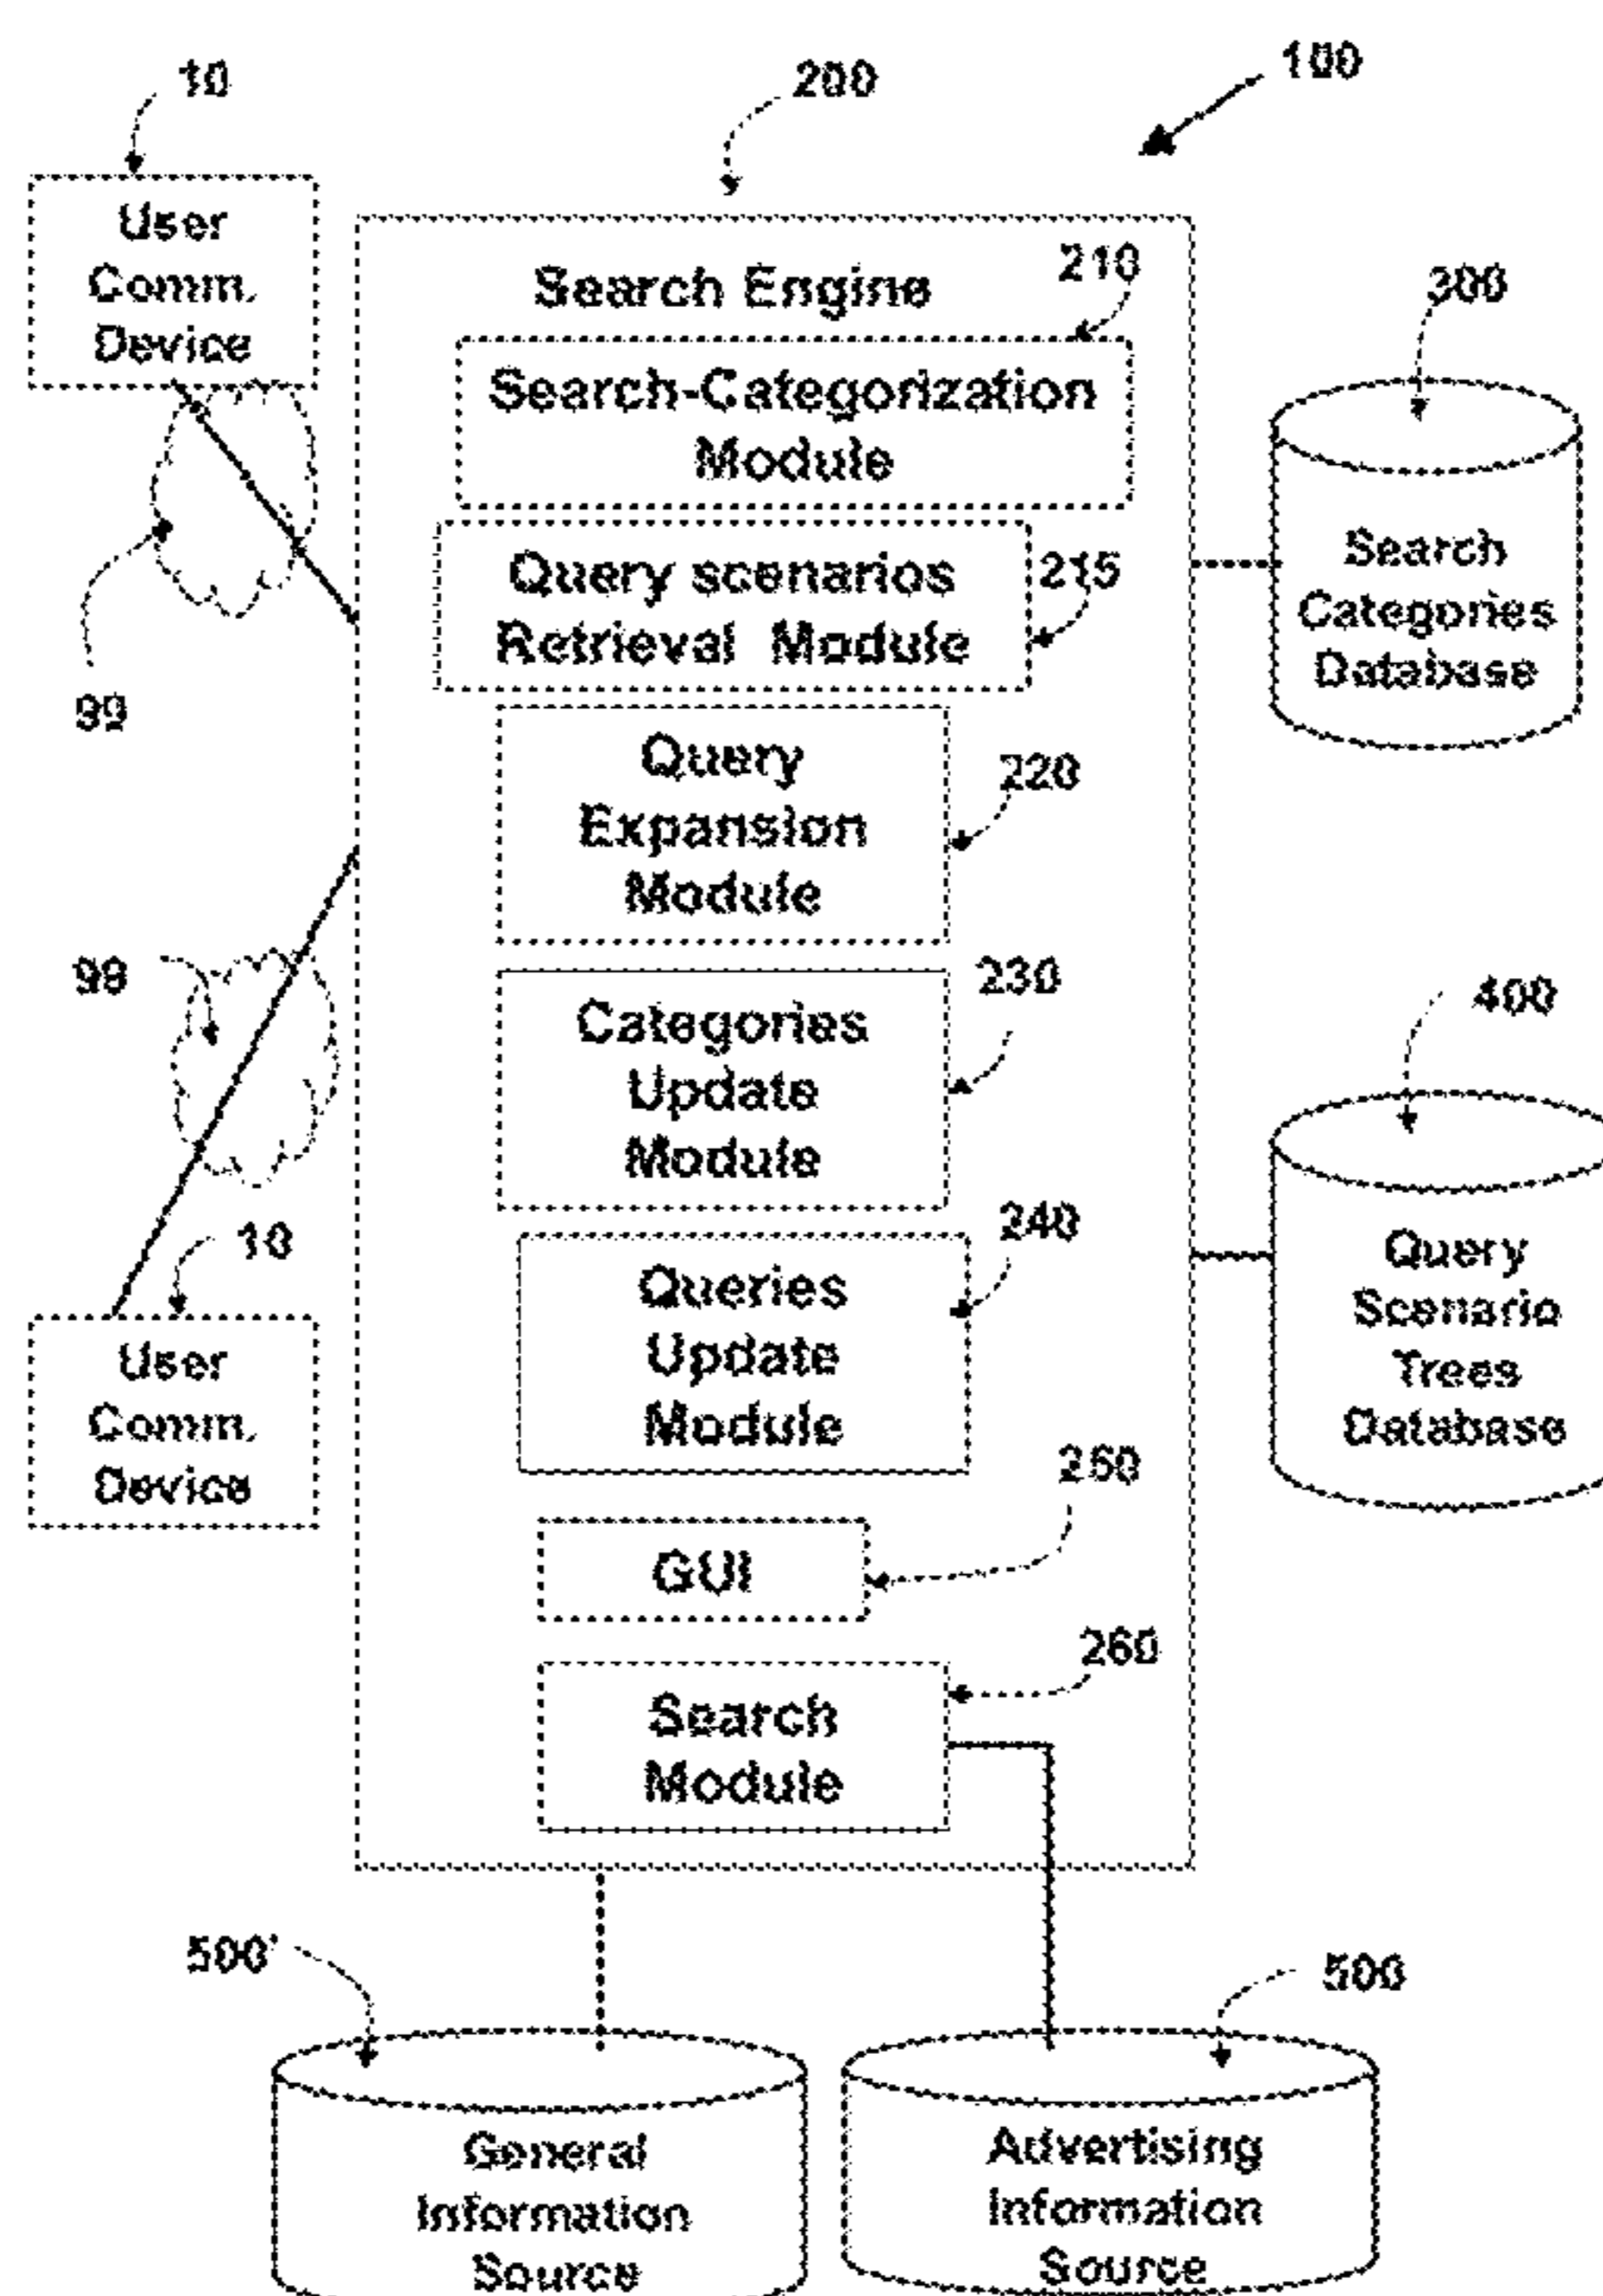 10
200
100
User
Comm.
Device
Search Engine
210
Search-Categorization
Module
300
Query scenarios
Retrieval Module
215
Search
Categories
Database
99
Query
Expansion
Module
220
99
Categories
Update
Module
230
400
10
User
Comm.
Device
Queries
Update
Module
240
Query
Scenario
Trees
Database
250
GUI
260
Search
Module
500'
500
General
Information
Source
Advertising
Information
Source